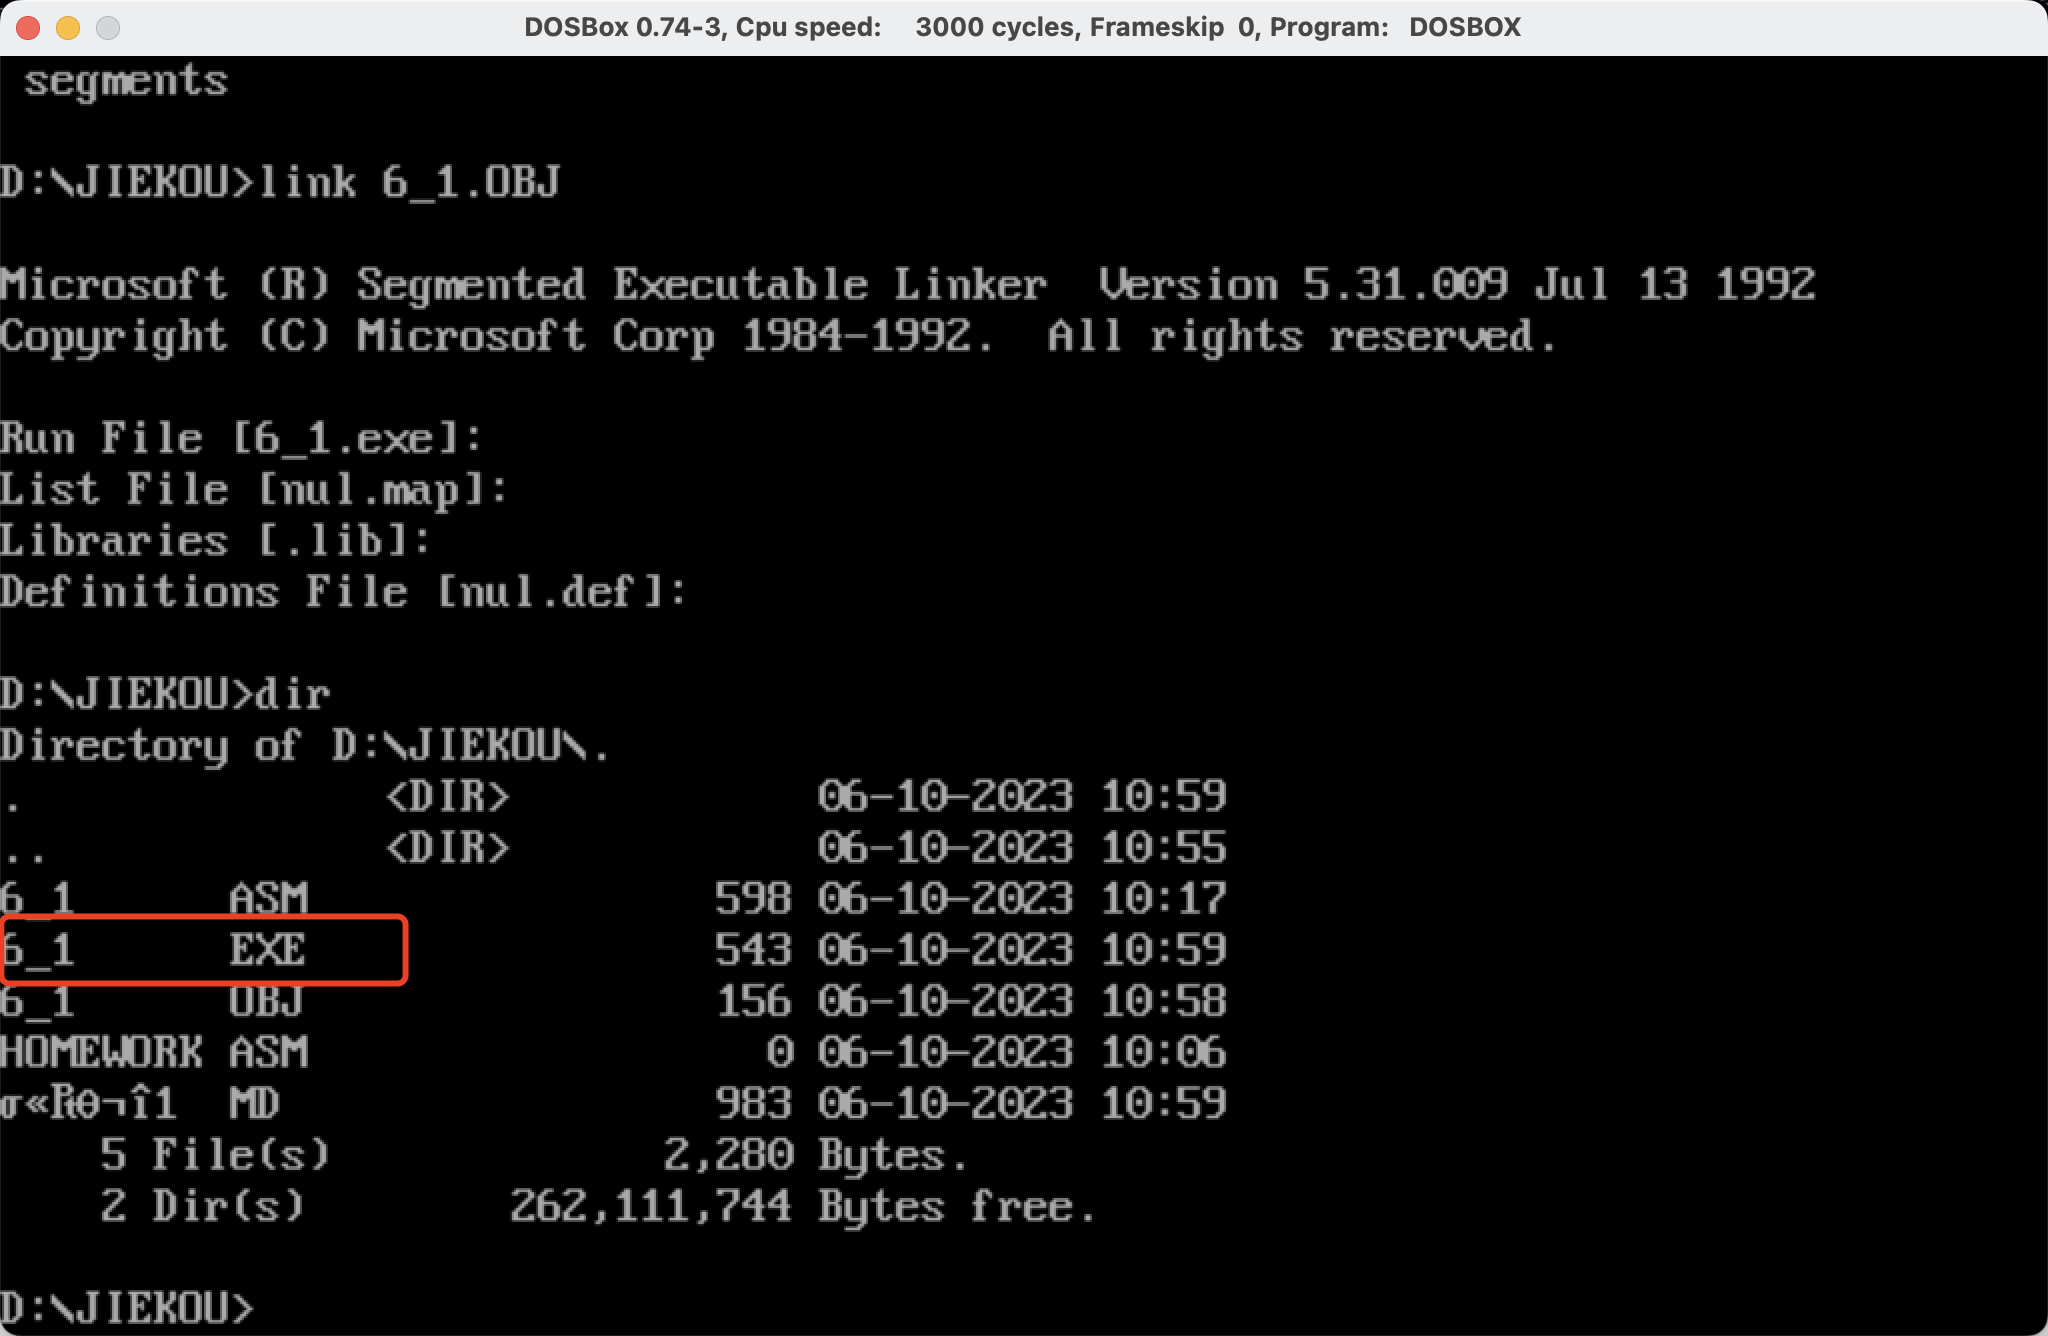 DOSBox 0.74-3, Cpu speed: 3000 cycles, Frameskip 0, Program: DOSBOX
segments
D:\JIEKOU>link 6_1.OBJ
Microsoft (R) Segmented Executable Linker  Version 5.31.009 Jul 13 1992
Copyright (C) Microsoft Corp 1984-1992.  All rights reserved.
Run File [6_1.exe]:
List File [nul.map]:
Libraries [.lib]:
Definitions File [nul.def]:
D:\JIEKOU>dir
Directory of D:\JIEKOU\.
. <DIR> 06-10-2023 10:59
.. <DIR> 06-10-2023 10:55
6_1 ASM 598 06-10-2023 10:17
6_1 EXE 543 06-10-2023 10:59
6_1 OBJ 156 06-10-2023 10:58
HOMEWORK ASM 0 06-10-2023 10:06
MD 983 06-10-2023 10:59
5 File(s) 2,280 Bytes.
2 Dir(s) 262,111,744 Bytes free.
D:\JIEKOU>